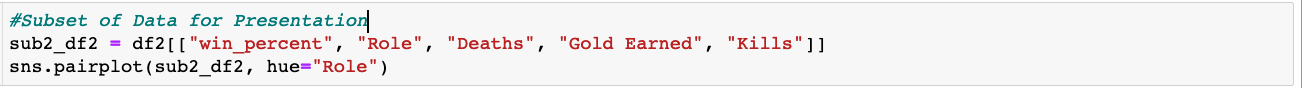 #Subset of Data for Presentation
sub2_df2 = df2[["win_percent", "Role", "Deaths", "Gold Earned", "Kills"]]
sns.pairplot(sub2_df2, hue="Role")